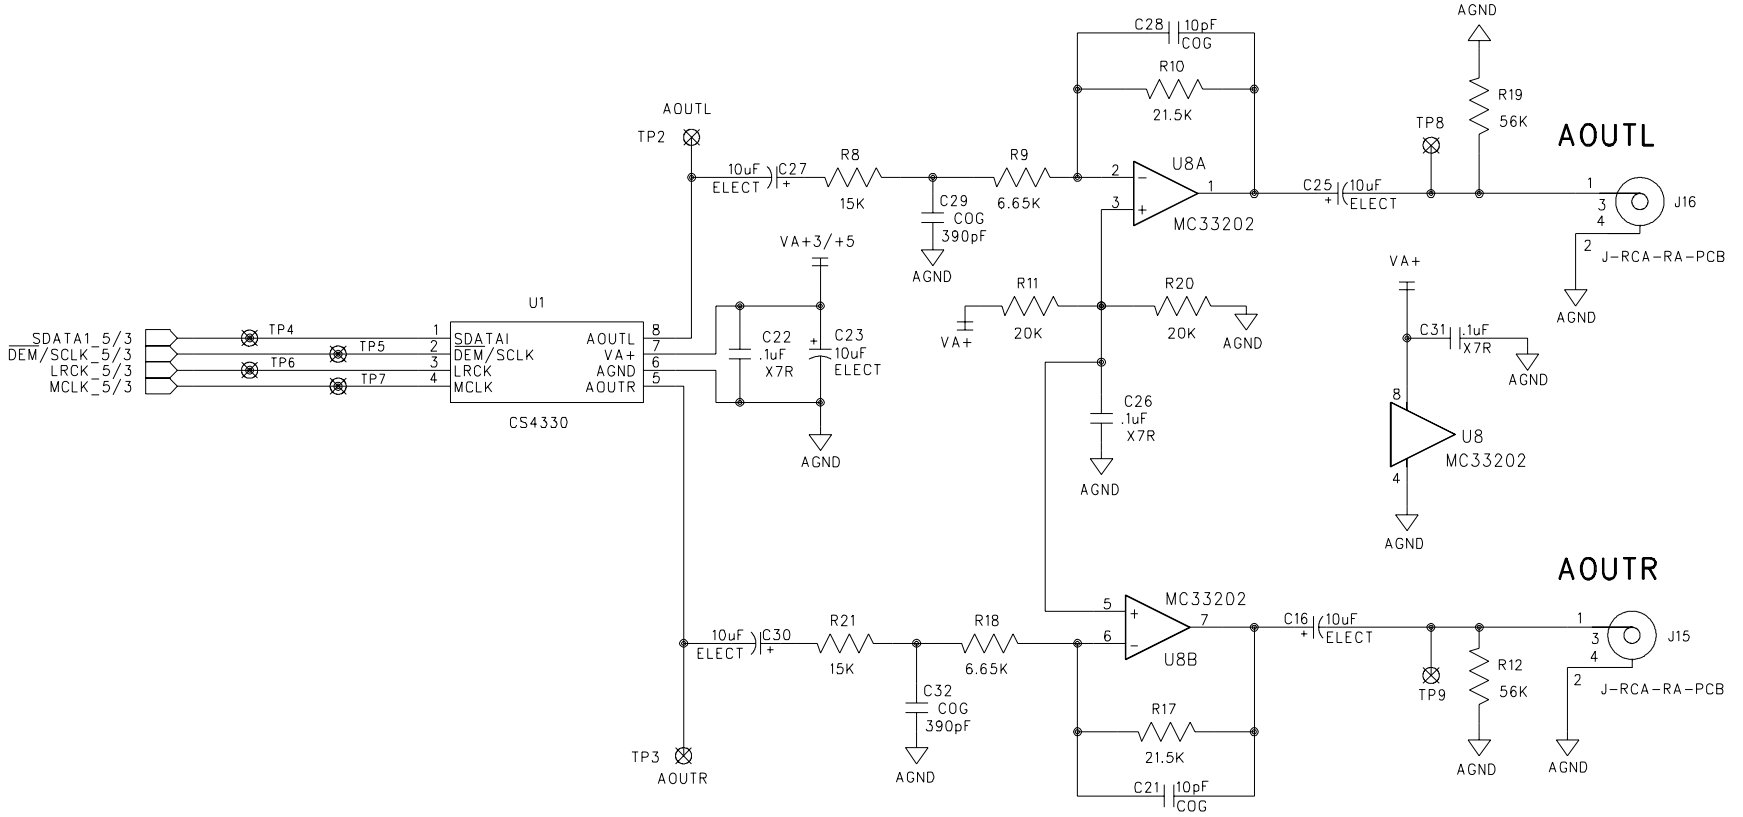 AGND
C28 10pF
COG
R10
21.5K
R19
56K
AOUTL
TP2
TP8
AOUTL
10uF C27
ELECT +
R8
15K
R9
6.65K
U8A
2 −
3 +
1
MC33202
C25 10uF
+ ELECT
1
3
4
2
J16
J-RCA-RA-PCB
AGND
C29
COG
390pF
AGND
VA+3/+5
VA+
R11
20K
VA+
R20
20K
AGND
C31 .1uF
X7R
AGND
U1
SDATA1_5/3
DEM/SCLK_5/3
LRCK_5/3
MCLK_5/3
TP4
TP5
TP6
TP7
1 SDATAI
2 DEM/SCLK
3 LRCK
4 MCLK
AOUTL 8
VA+ 7
AGND 6
AOUTR 5
CS4330
C22
.1uF
X7R
+ C23
10uF
ELECT
AGND
C26
.1uF
X7R
AGND
8
U8
MC33202
4
AGND
AOUTR
10uF C30
ELECT +
R21
15K
R18
6.65K
5 +
6 −
MC33202
7
U8B
C16 10uF
+ ELECT
1
3
4
2
J15
J-RCA-RA-PCB
C32
COG
390pF
AGND
TP9
R12
56K
AGND
AGND
R17
21.5K
C21 10pF
COG
TP3
AOUTR